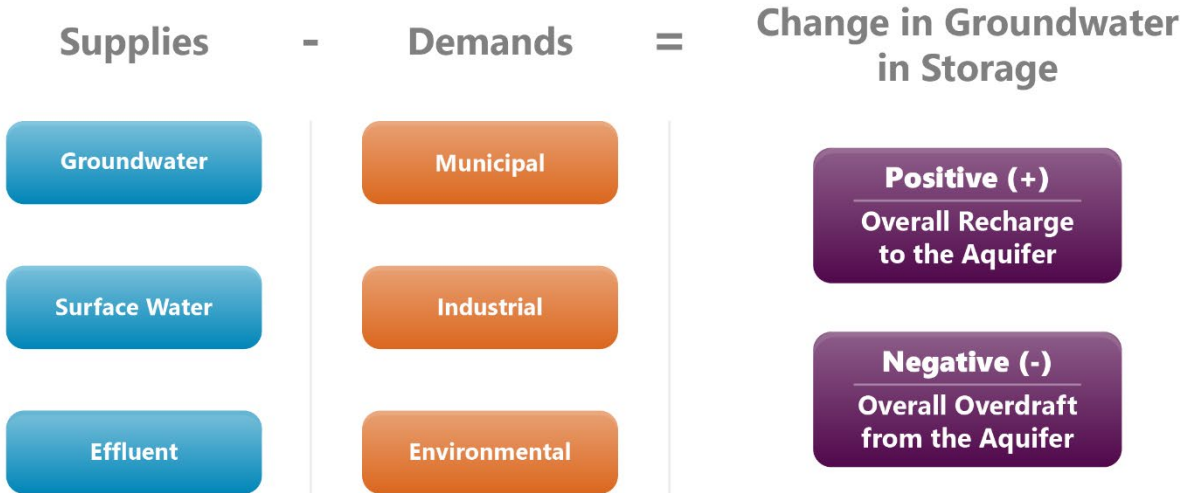 Supplies - Demands = Change in Groundwater
in Storage
Groundwater
Municipal
Positive (+)
Overall Recharge
to the Aquifer
Surface Water
Industrial
Negative (-)
Overall Overdraft
from the Aquifer
Effluent
Environmental